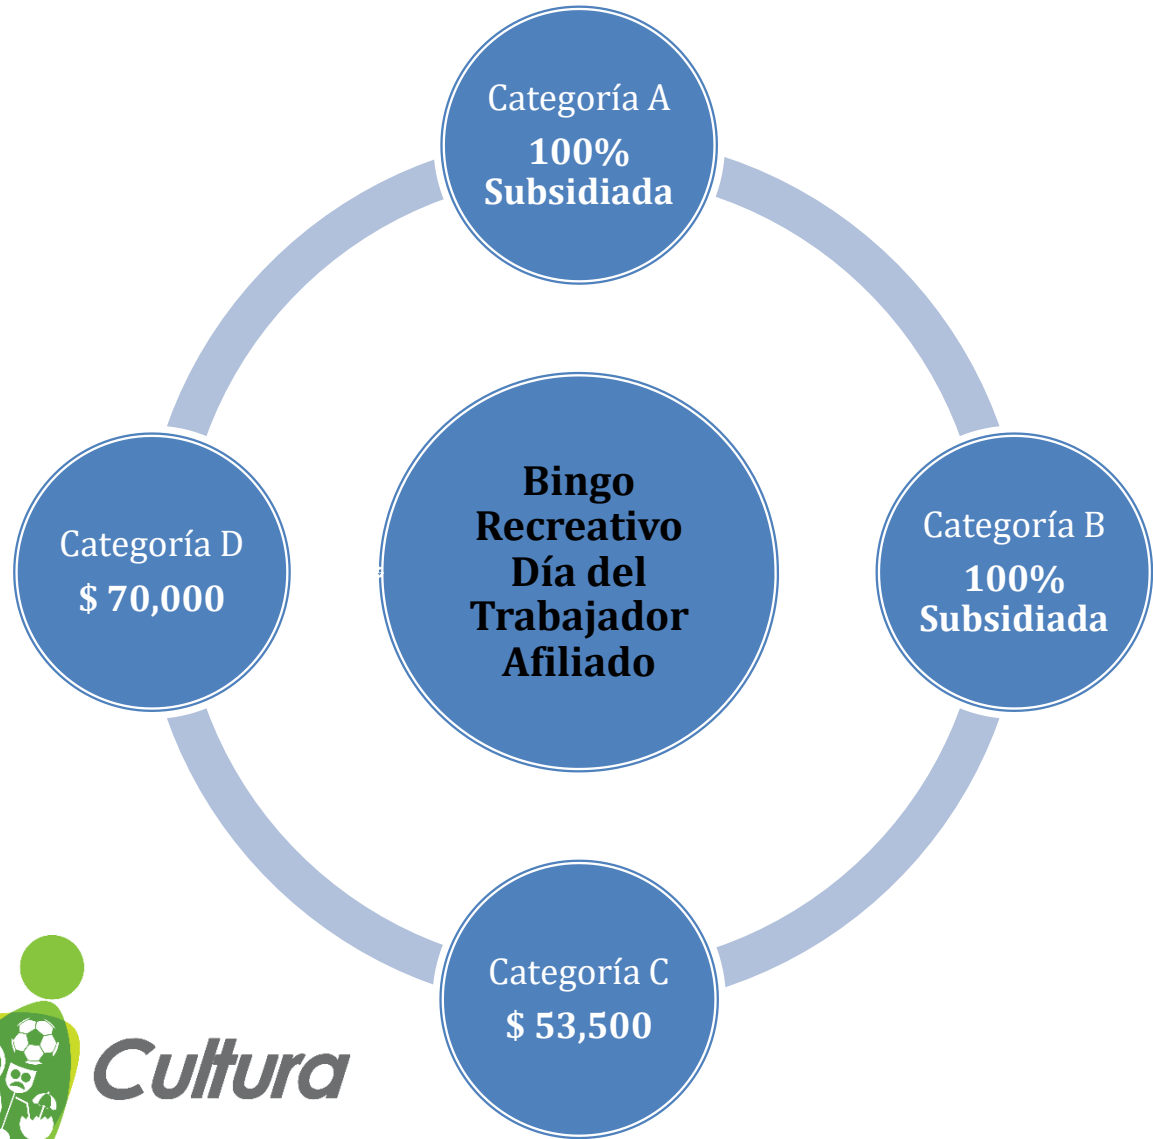 Categoría A
100%
Subsidiada
Categoría B
100%
Subsidiada
Bingo
Recreativo
Día del
Trabajador
Afiliado
Categoría D
$ 70,000
Categoría C
$ 53,500
Cultura